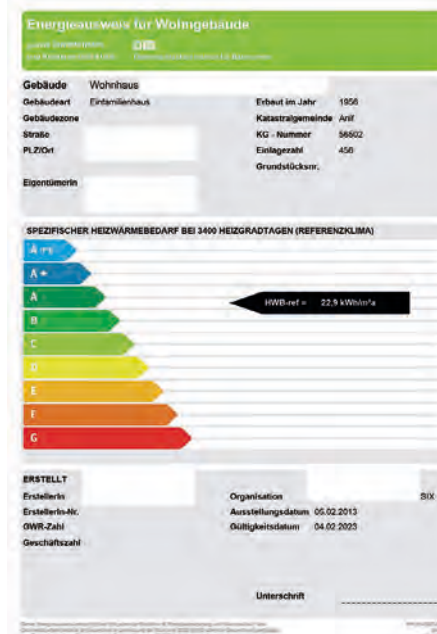 Energieausweis für Wohngebäude
OIB
Gebäude Wohnhaus
Gebäudeart Einfamilienhaus Erbaut im Jahr 1956
Gebäudezone Katastralgemeinde Anif
Straße KG - Nummer 56502
PLZ/Ort Einlagezahl 456
Grundstücksnr.
EigentümerIn
SPEZIFISCHER HEIZWÄRMEBEDARF BEI 3400 HEIZGRADTAGEN (REFERENZKLIMA)
A ++
A +
A HWB-ref = 22,9 kWh/m²a
B
C
D
E
F
G
ERSTELLT
ErstellerIn Organisation SIX
ErstellerIn-Nr. Ausstellungsdatum 05.02.2013
GWR-Zahl Gültigkeitsdatum 04.02.2023
Geschäftszahl
Unterschrift